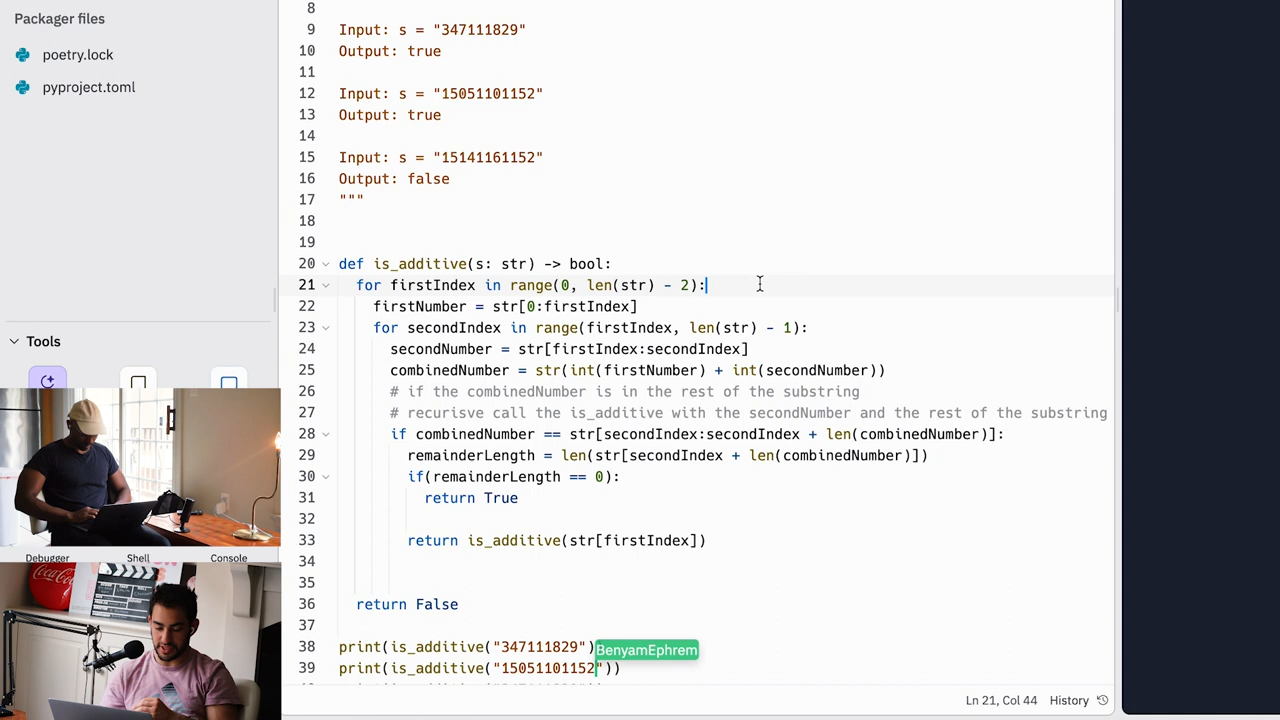 Packager files
poetry.lock
pyproject.toml
Tools
Debugger
Shell
Console
8
9 Input: s = "347111829"
10 Output: true
11
12 Input: s = "15051101152"
13 Output: true
14
15 Input: s = "15141161152"
16 Output: false
17 """
18
19
20 def is_additive(s: str) -> bool:
21 for firstIndex in range(0, len(str) - 2):
22 firstNumber = str[0:firstIndex]
23 for secondIndex in range(firstIndex, len(str) - 1):
24 secondNumber = str[firstIndex:secondIndex]
25 combinedNumber = str(int(firstNumber) + int(secondNumber))
26 # if the combinedNumber is in the rest of the substring
27 # recurisve call the is_additive with the secondNumber and the rest of the substring
28 if combinedNumber == str[secondIndex:secondIndex + len(combinedNumber)]:
29 remainderLength = len(str[secondIndex + len(combinedNumber)])
30 if(remainderLength == 0):
31 return True
32
33 return is_additive(str[firstIndex])
34
35
36 return False
37
38 print(is_additive("347111829")
BenyamEphrem
39 print(is_additive("15051101152"))
Ln 21, Col 44 History
Coca-Cola